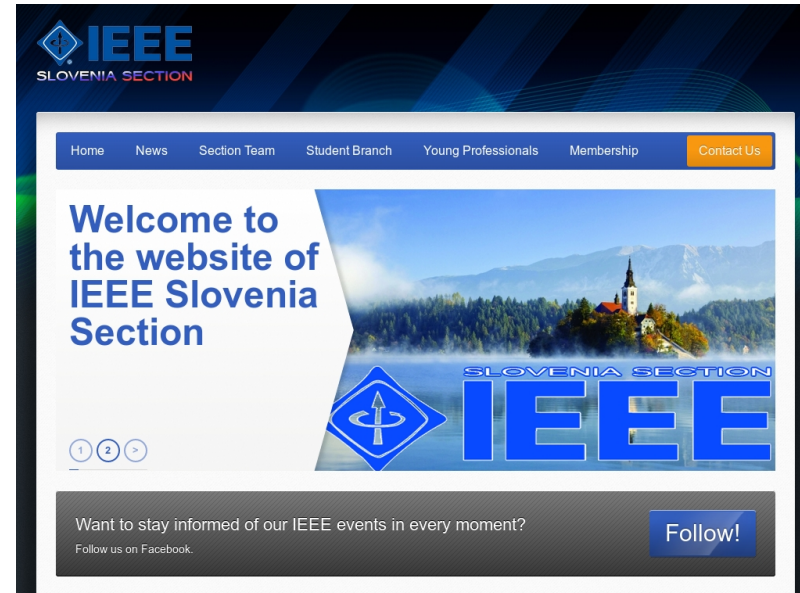 IEEE
SLOVENIA SECTION
Home News Section Team Student Branch Young Professionals Membership Contact Us
Welcome to
the website of
IEEE Slovenia
Section
SLOVENIA SECTION
IEEE
1 2 >
Want to stay informed of our IEEE events in every moment?
Follow us on Facebook.
Follow!